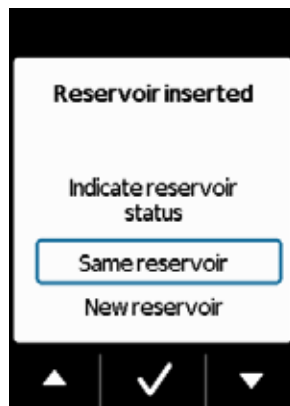 Reservoir inserted
Indicate reservoir
status
Same reservoir
New reservoir